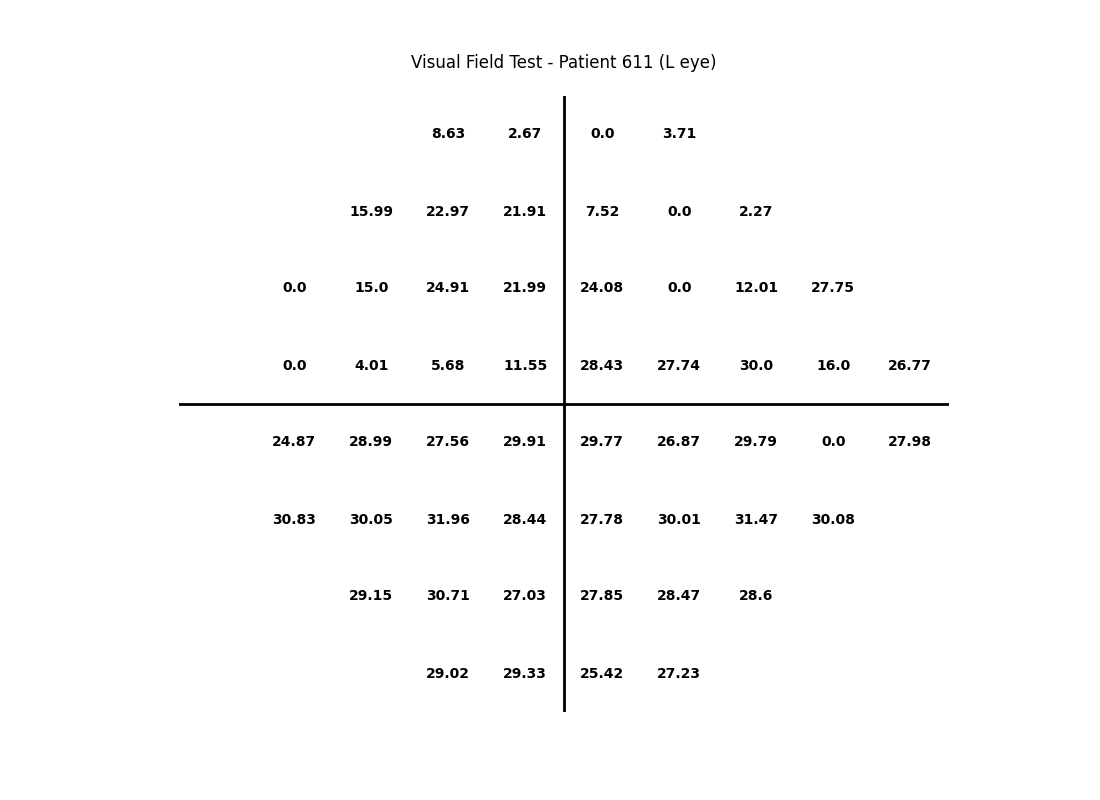 Visual Field Test - Patient 611 (L eye)
8.63 2.67 0.0 3.71
15.99 22.97 21.91 7.52 0.0 2.27
0.0 15.0 24.91 21.99 24.08 0.0 12.01 27.75
0.0 4.01 5.68 11.55 28.43 27.74 30.0 16.0 26.77
24.87 28.99 27.56 29.91 29.77 26.87 29.79 0.0 27.98
30.83 30.05 31.96 28.44 27.78 30.01 31.47 30.08
29.15 30.71 27.03 27.85 28.47 28.6
29.02 29.33 25.42 27.23